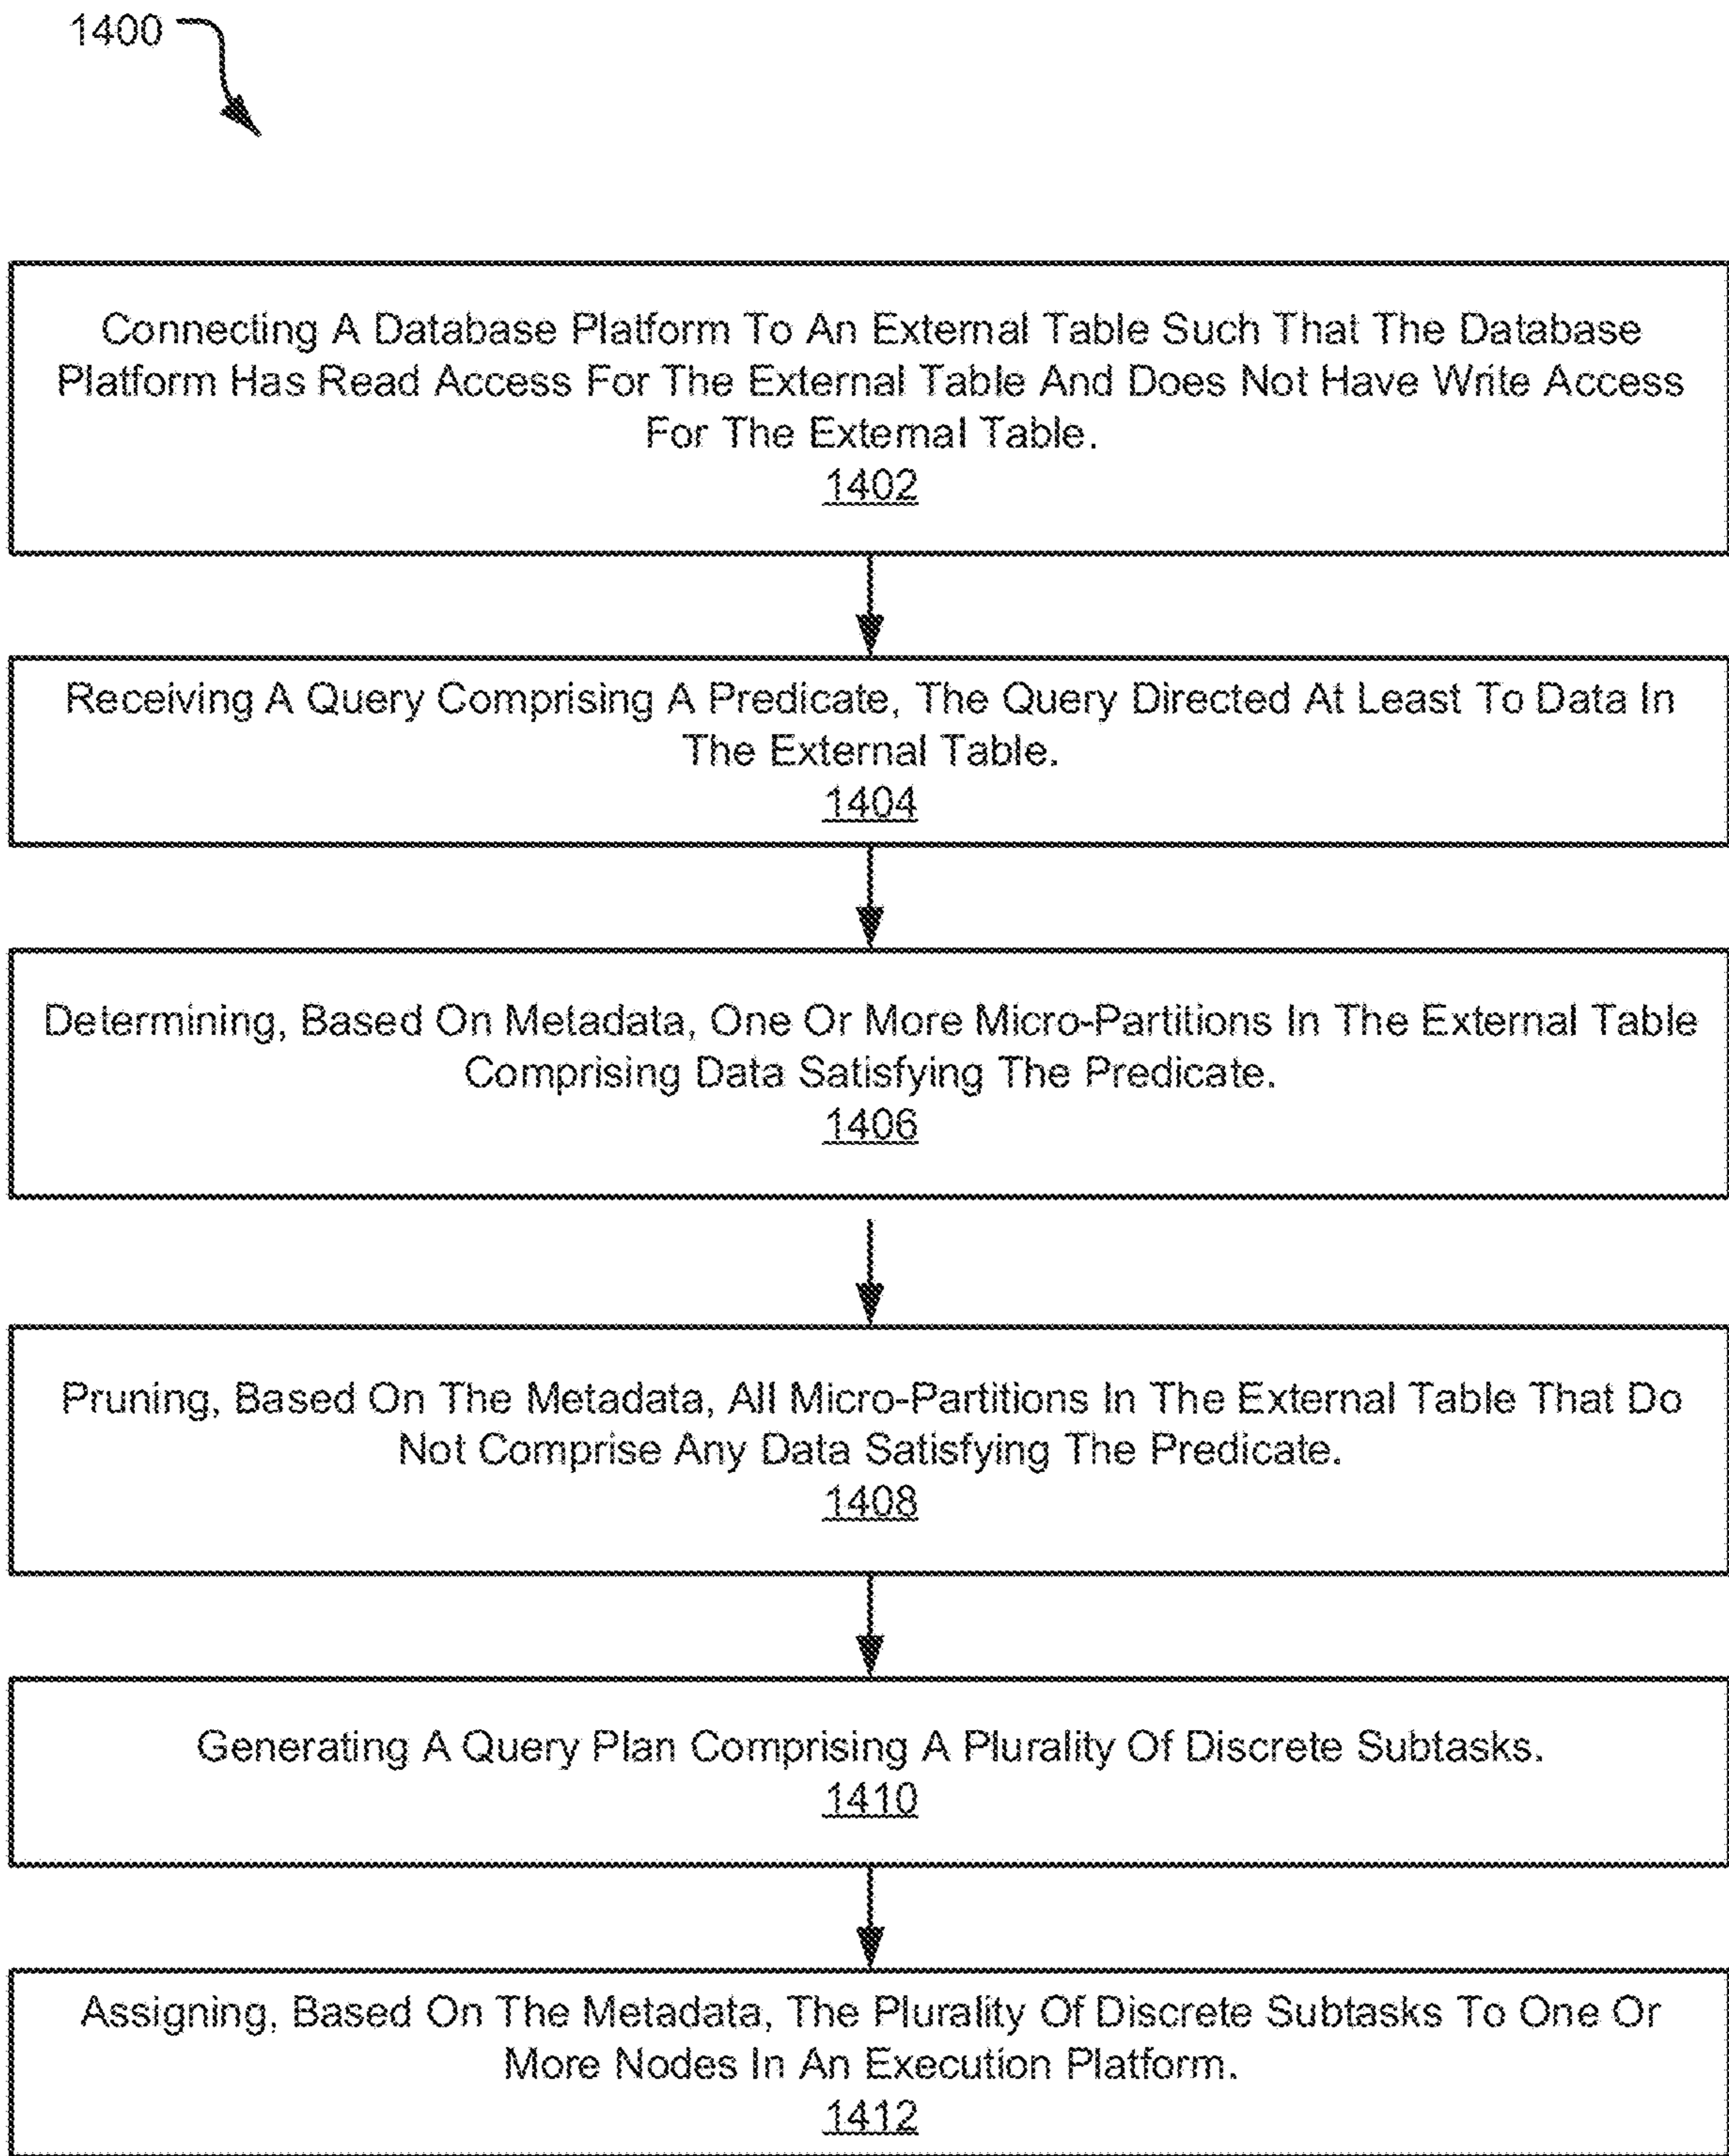 1400
Connecting A Database Platform To An External Table Such That The Database
Platform Has Read Access For The External Table And Does Not Have Write Access
For The External Table.
1402
Receiving A Query Comprising A Predicate, The Query Directed At Least To Data In
The External Table.
1404
Determining, Based On Metadata, One Or More Micro-Partitions In The External Table
Comprising Data Satisfying The Predicate.
1406
Pruning, Based On The Metadata, All Micro-Partitions In The External Table That Do
Not Comprise Any Data Satisfying The Predicate.
1408
Generating A Query Plan Comprising A Plurality Of Discrete Subtasks.
1410
Assigning, Based On The Metadata, The Plurality Of Discrete Subtasks To One Or
More Nodes In An Execution Platform.
1412